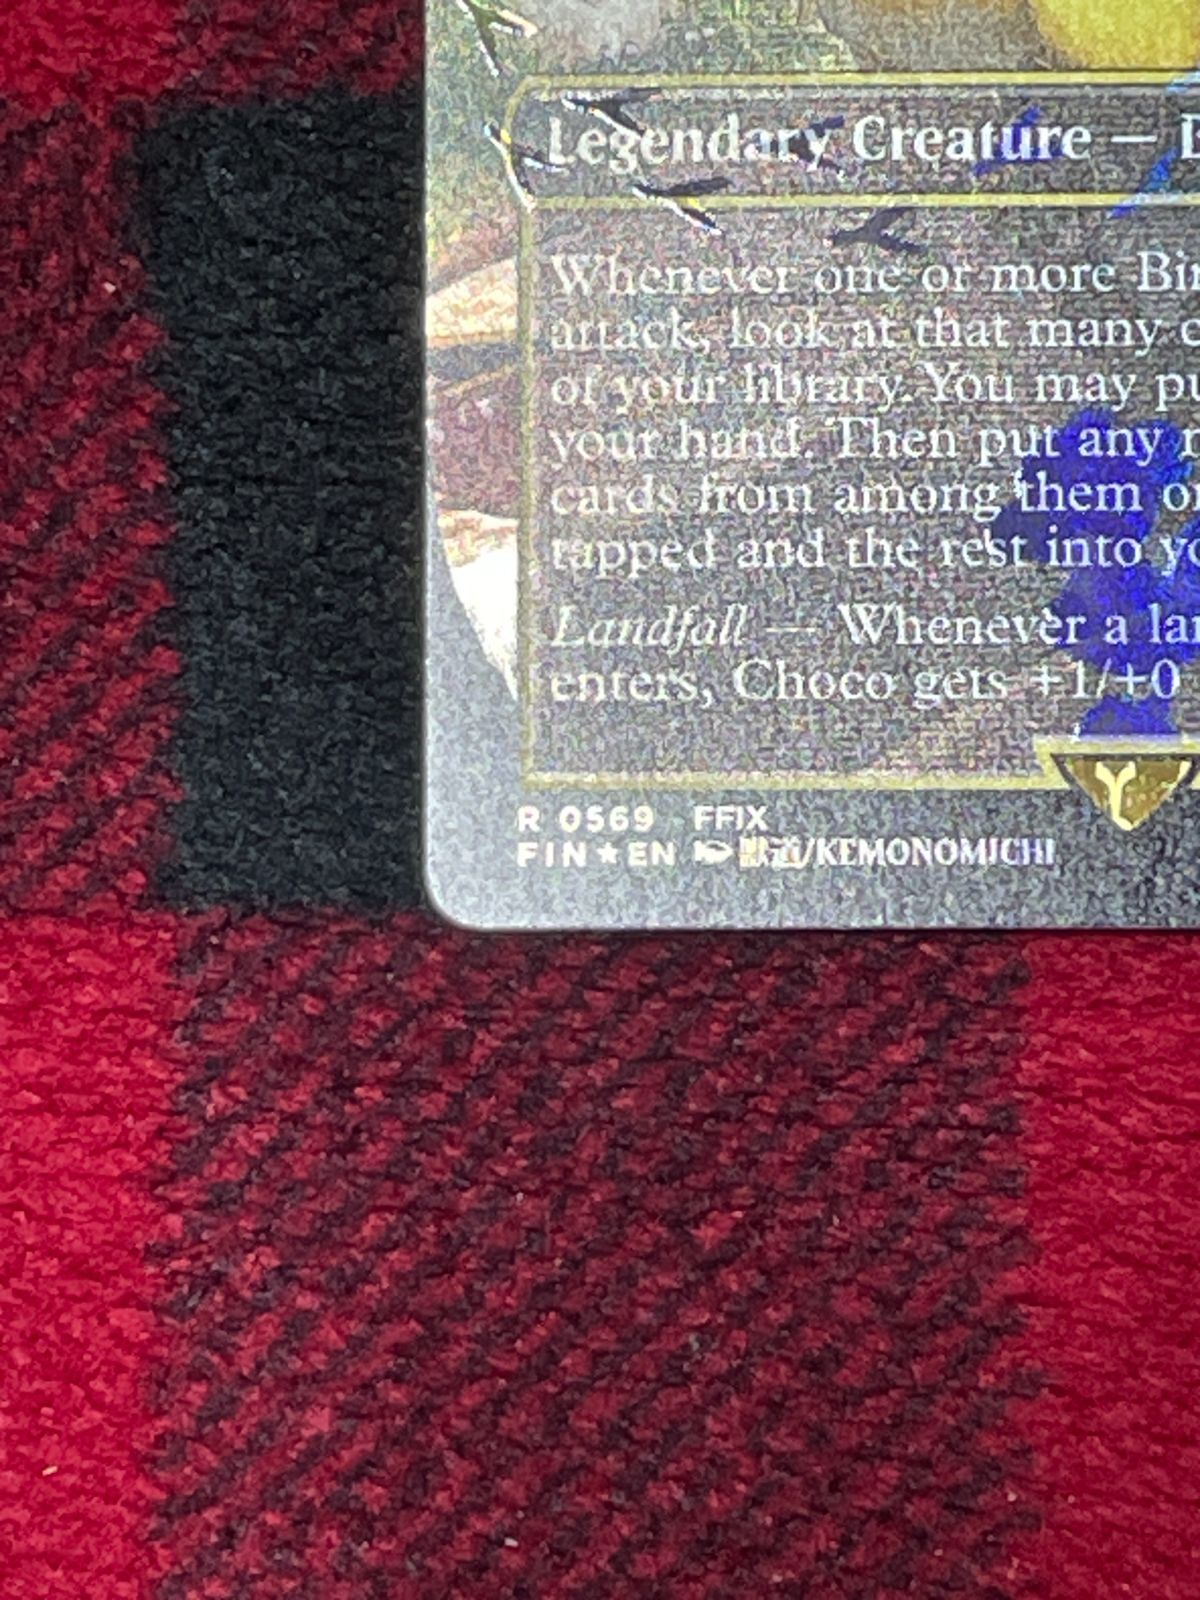 Legendary Creature —
Whenever one or more
attack, look at that many
of your library. You may
your hand. Then put any
cards from among them
tapped and the rest into
Landfall — Whenever a
enters, Choco gets +1/+0
R 0569 FFIX
FIN★EN /KEMONOMICHI